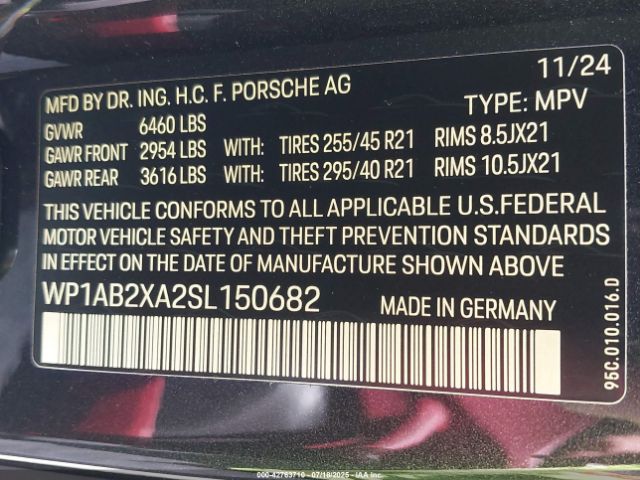 MFD BY DR. ING. H.C. F. PORSCHE AG 11/24
GVWR 6460 LBS TYPE: MPV
GAWR FRONT 2954 LBS WITH: TIRES 255/45 R21 RIMS 8.5JX21
GAWR REAR 3616 LBS WITH: TIRES 295/40 R21 RIMS 10.5JX21
THIS VEHICLE CONFORMS TO ALL APPLICABLE U.S.FEDERAL
MOTOR VEHICLE SAFETY AND THEFT PREVENTION STANDARDS
IN EFFECT ON THE DATE OF MANUFACTURE SHOWN ABOVE
WP1AB2XA2SL150682 MADE IN GERMANY
95C.010.016.D
000-42763710 - 07/18/2025 - IAAI.COM